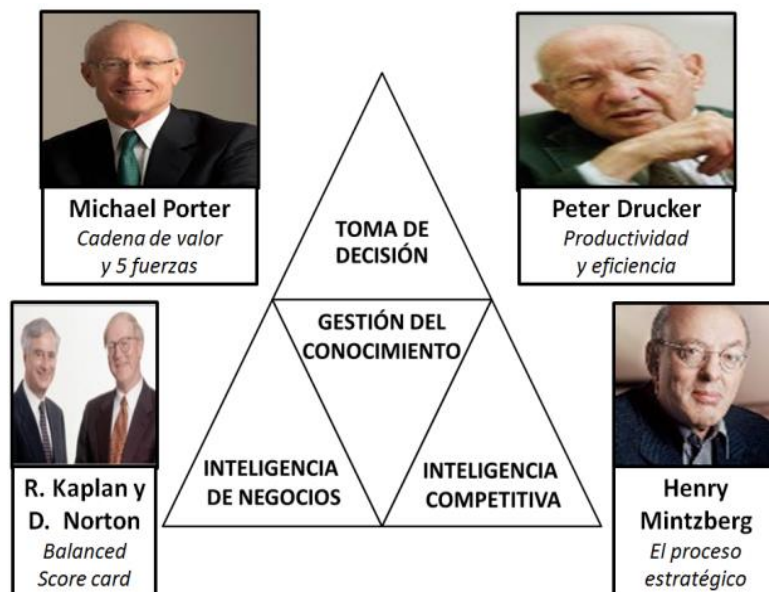 Michael Porter
Cadena de valor
y 5 fuerzas
Peter Drucker
Productividad
y eficiencia
TOMA DE
DECISIÓN
GESTIÓN DEL
CONOCIMIENTO
INTELIGENCIA
DE NEGOCIOS
INTELIGENCIA
COMPETITIVA
R. Kaplan y
D. Norton
Balanced
Score card
Henry
Mintzberg
El proceso
estratégico